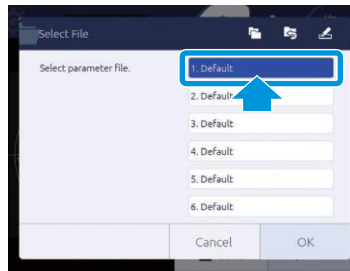 Select File
Select parameter file.
1. Default
2. Default
3. Default
4. Default
5. Default
6. Default
Cancel
OK